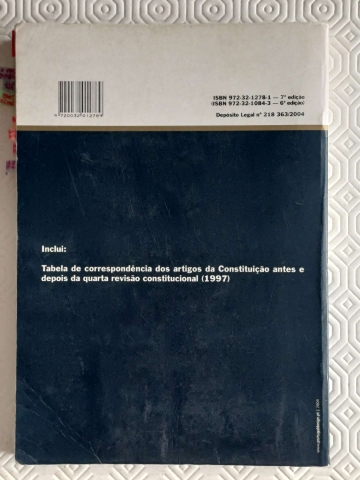 ISBN 972-32-1278-1 — 7ª edição
(ISBN 972-32-1084-3 — 6ª edição)
Depósito Legal nº 218 363/2004
Inclui:
Tabela de correspondência dos artigos da Constituição antes e
depois da quarta revisão constitucional (1997)